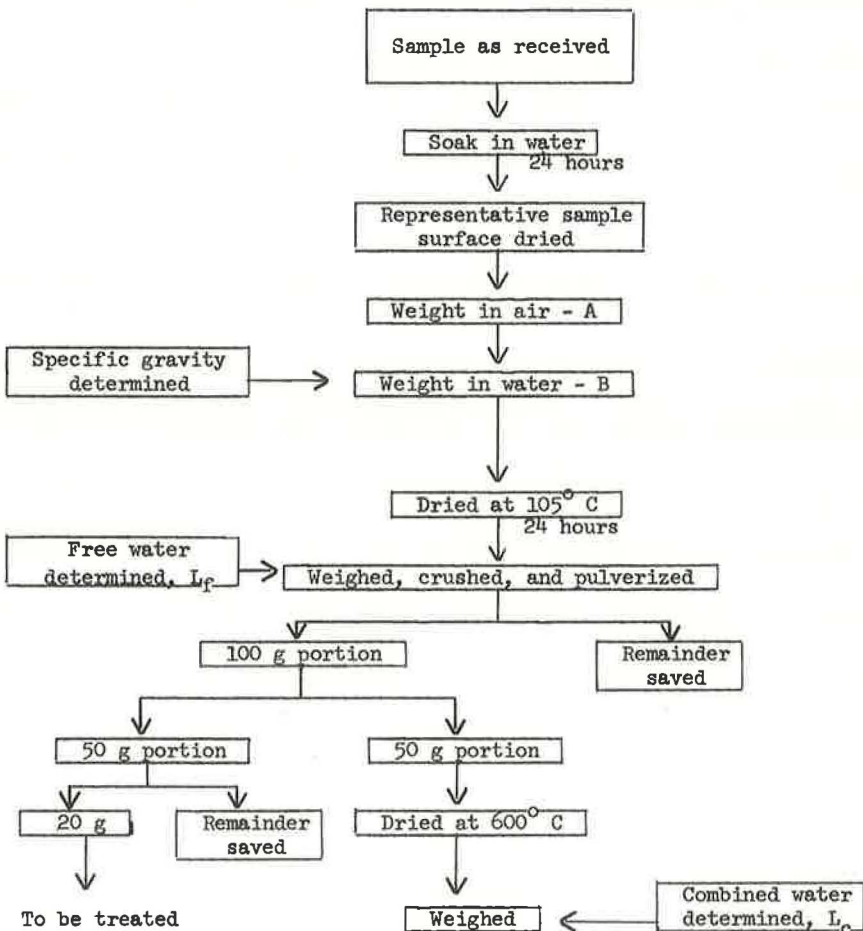 Sample as received
Soak in water
24 hours
Representative sample
surface dried
Weight in air - A
Specific gravity
determined
Weight in water - B
Dried at 105° C
24 hours
Free water
determined, Lf
Weighed, crushed, and pulverized
100 g portion
Remainder
saved
50 g portion
50 g portion
20 g
Remainder
saved
Dried at 600° C
To be treated
Weighed
Combined water
determined, Lc